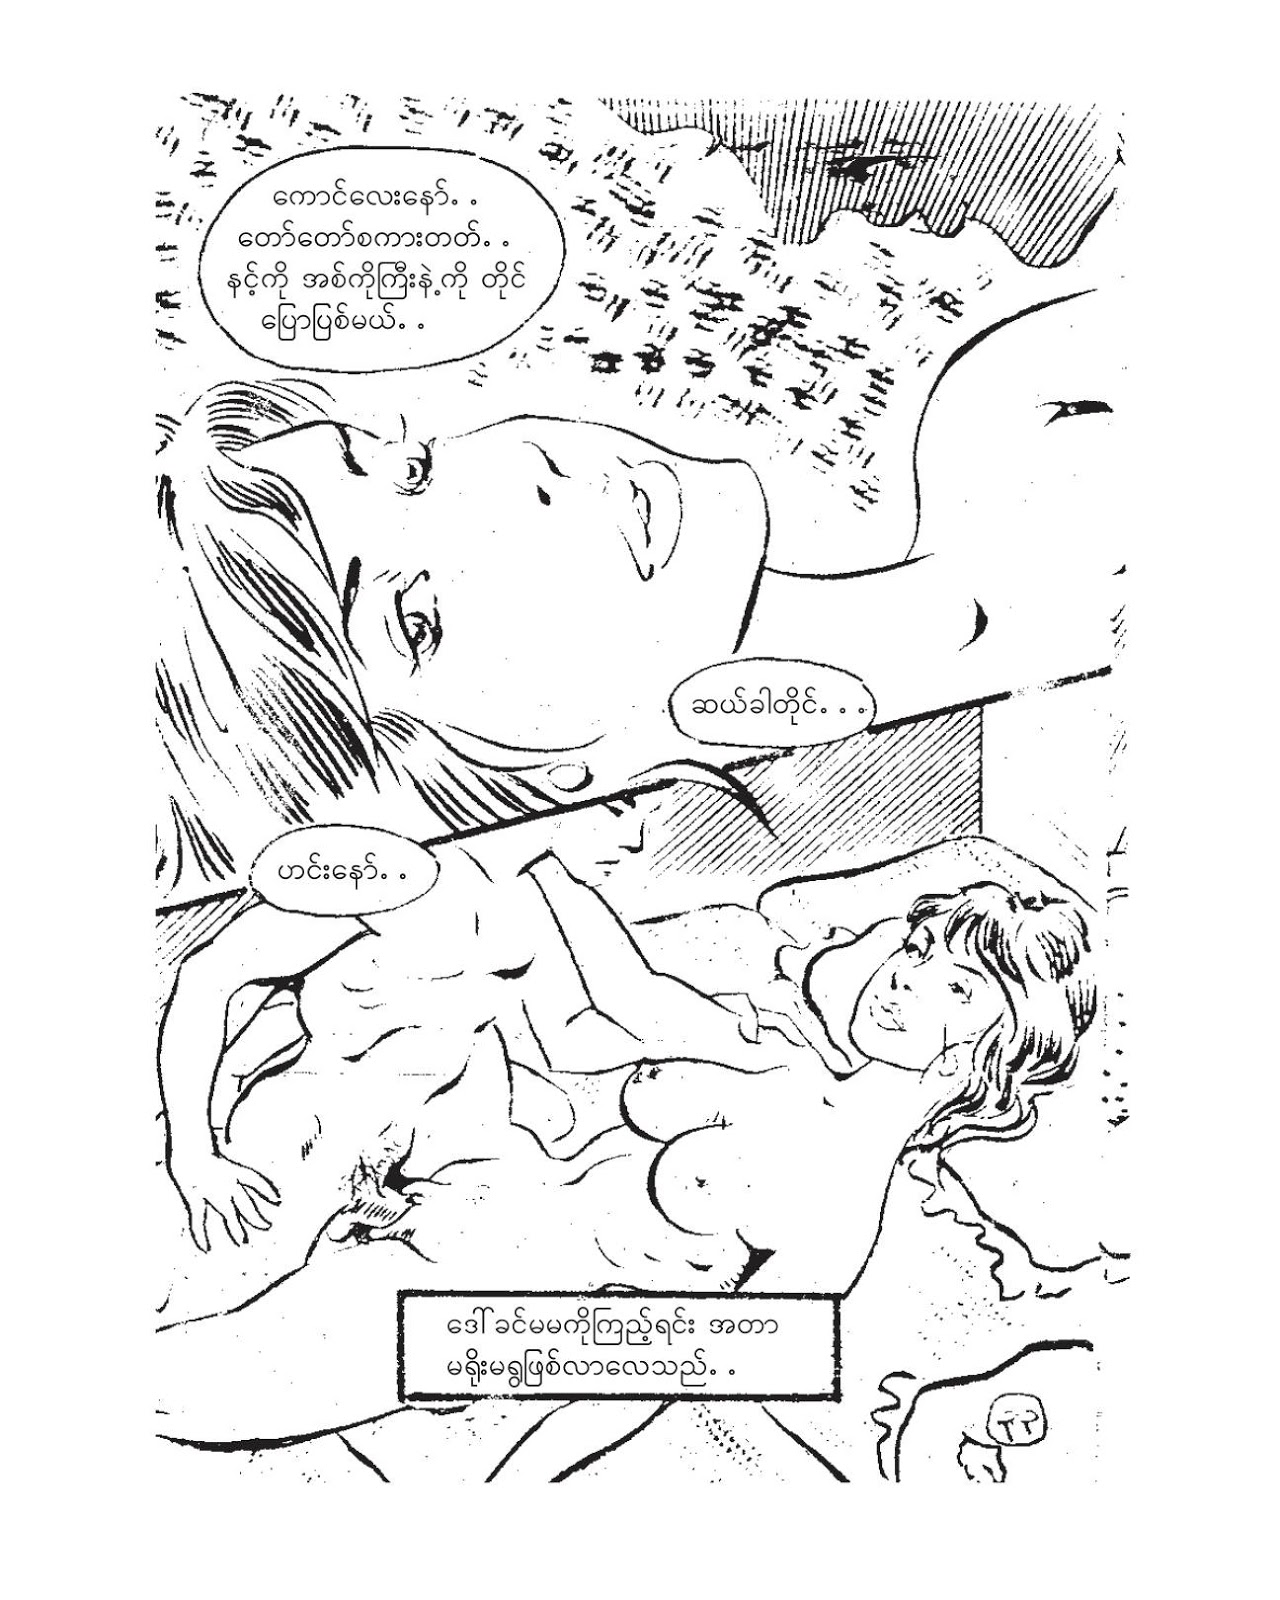 ကောင်လေးနော်. .
တော်တော်စကားတတ်. .
နင့်ကို အစ်ကိုကြီးနဲ့ကို တိုင်
ပြောပြစ်မယ်. .
ဆယ်ခါတိုင်. . .
ဟင်းနော်. .
ဒေါ်ခင်မမကိုကြည့်ရင်း အတာ
မရိုးမရွဖြစ်လာလေသည်. .
၃၃